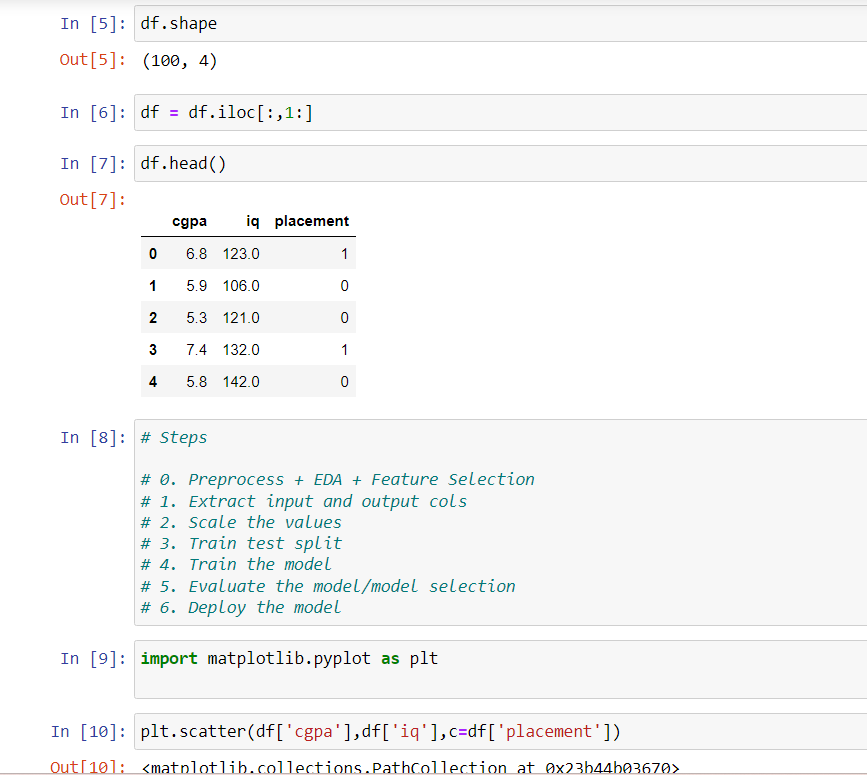 In [5]: df.shape
Out[5]: (100, 4)
In [6]: df = df.iloc[:,1:]
In [7]: df.head()
Out[7]:
cgpa iq placement
0 6.8 123.0 1
1 5.9 106.0 0
2 5.3 121.0 0
3 7.4 132.0 1
4 5.8 142.0 0
In [8]: # Steps
# 0. Preprocess + EDA + Feature Selection
# 1. Extract input and output cols
# 2. Scale the values
# 3. Train test split
# 4. Train the model
# 5. Evaluate the model/model selection
# 6. Deploy the model
In [9]: import matplotlib.pyplot as plt
In [10]: plt.scatter(df['cgpa'],df['iq'],c=df['placement'])
Out[10]: <matplotlib.collections.PathCollection at 0x23b44b03670>